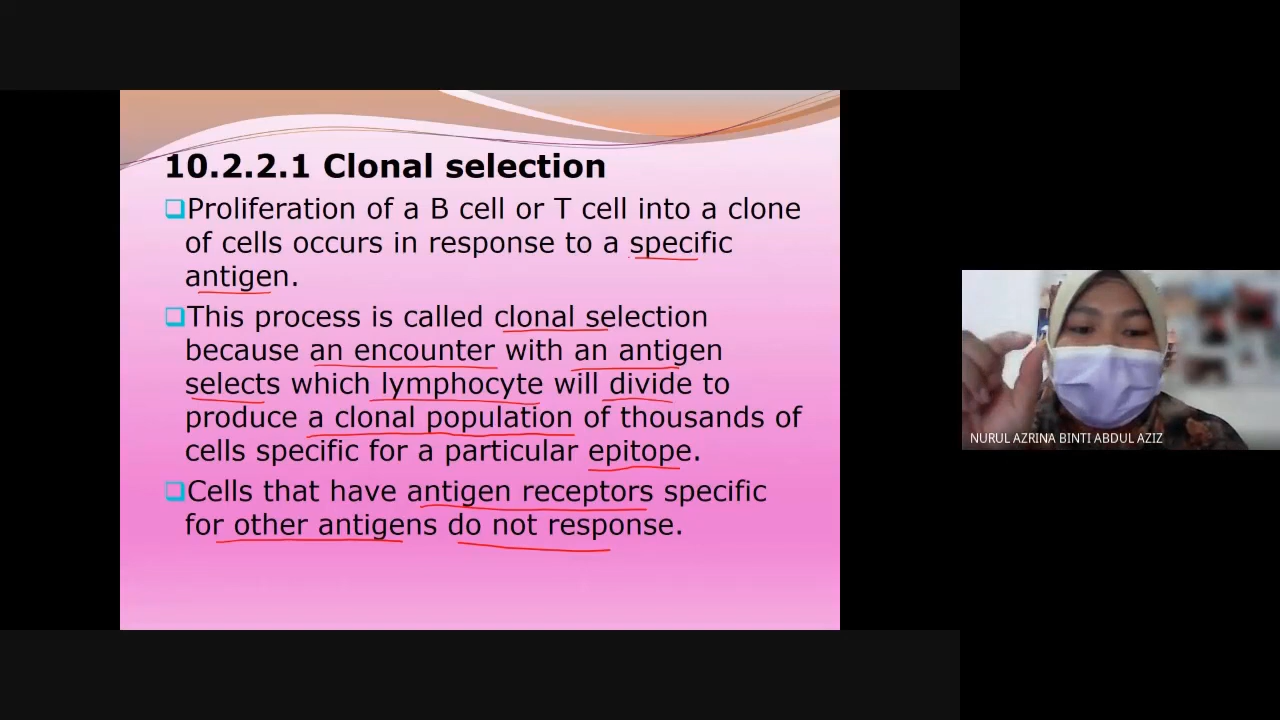 10.2.2.1 Clonal selection
Proliferation of a B cell or T cell into a clone
of cells occurs in response to a specific
antigen.
This process is called clonal selection
because an encounter with an antigen
selects which lymphocyte will divide to
produce a clonal population of thousands of
cells specific for a particular epitope.
Cells that have antigen receptors specific
for other antigens do not response.
NURUL AZRINA BINTI ABDUL AZIZ